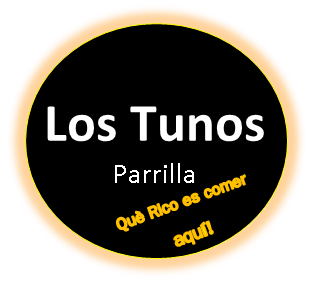 Los Tunos
Parrilla
Què Rico es comer
aquí!